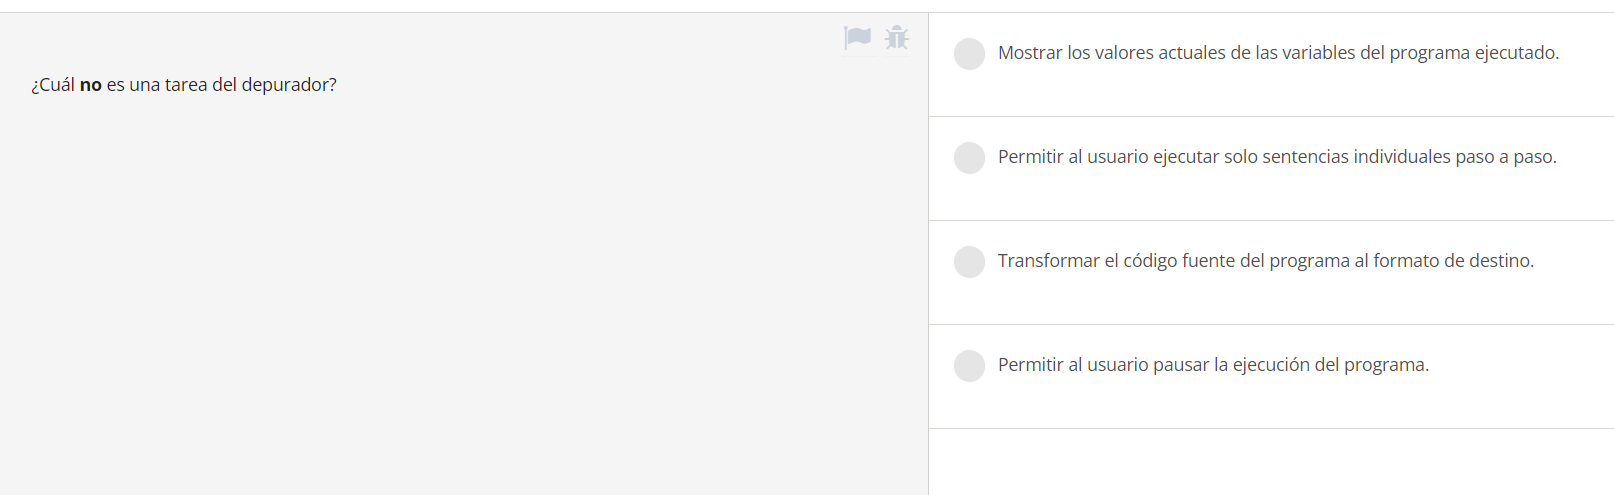 ¿Cuál no es una tarea del depurador?
Mostrar los valores actuales de las variables del programa ejecutado.
Permitir al usuario ejecutar solo sentencias individuales paso a paso.
Transformar el código fuente del programa al formato de destino.
Permitir al usuario pausar la ejecución del programa.